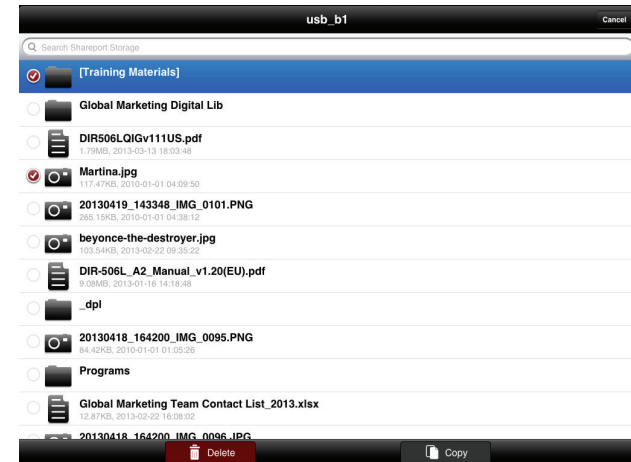 usb_b1
Cancel
Search Shareport Storage
[Training Materials]
Global Marketing Digital Lib
DIR506LQIGv111US.pdf
1.79MB, 2013-03-13 18:03:48
Martina.jpg
117.47KB, 2010-01-01 04:09:50
20130419_143348_IMG_0101.PNG
265.15KB, 2010-01-01 04:38:12
beyonce-the-destroyer.jpg
103.54KB, 2013-02-22 09:35:22
DIR-506L_A2_Manual_v1.20(EU).pdf
9.08MB, 2013-01-16 14:18:48
_dpl
20130418_164200_IMG_0095.PNG
84.42KB, 2010-01-01 01:05:26
Programs
Global Marketing Team Contact List_2013.xlsx
12.87KB, 2013-02-22 16:08:02
20130418_164200_IMG_0096.JPG
Delete
Copy